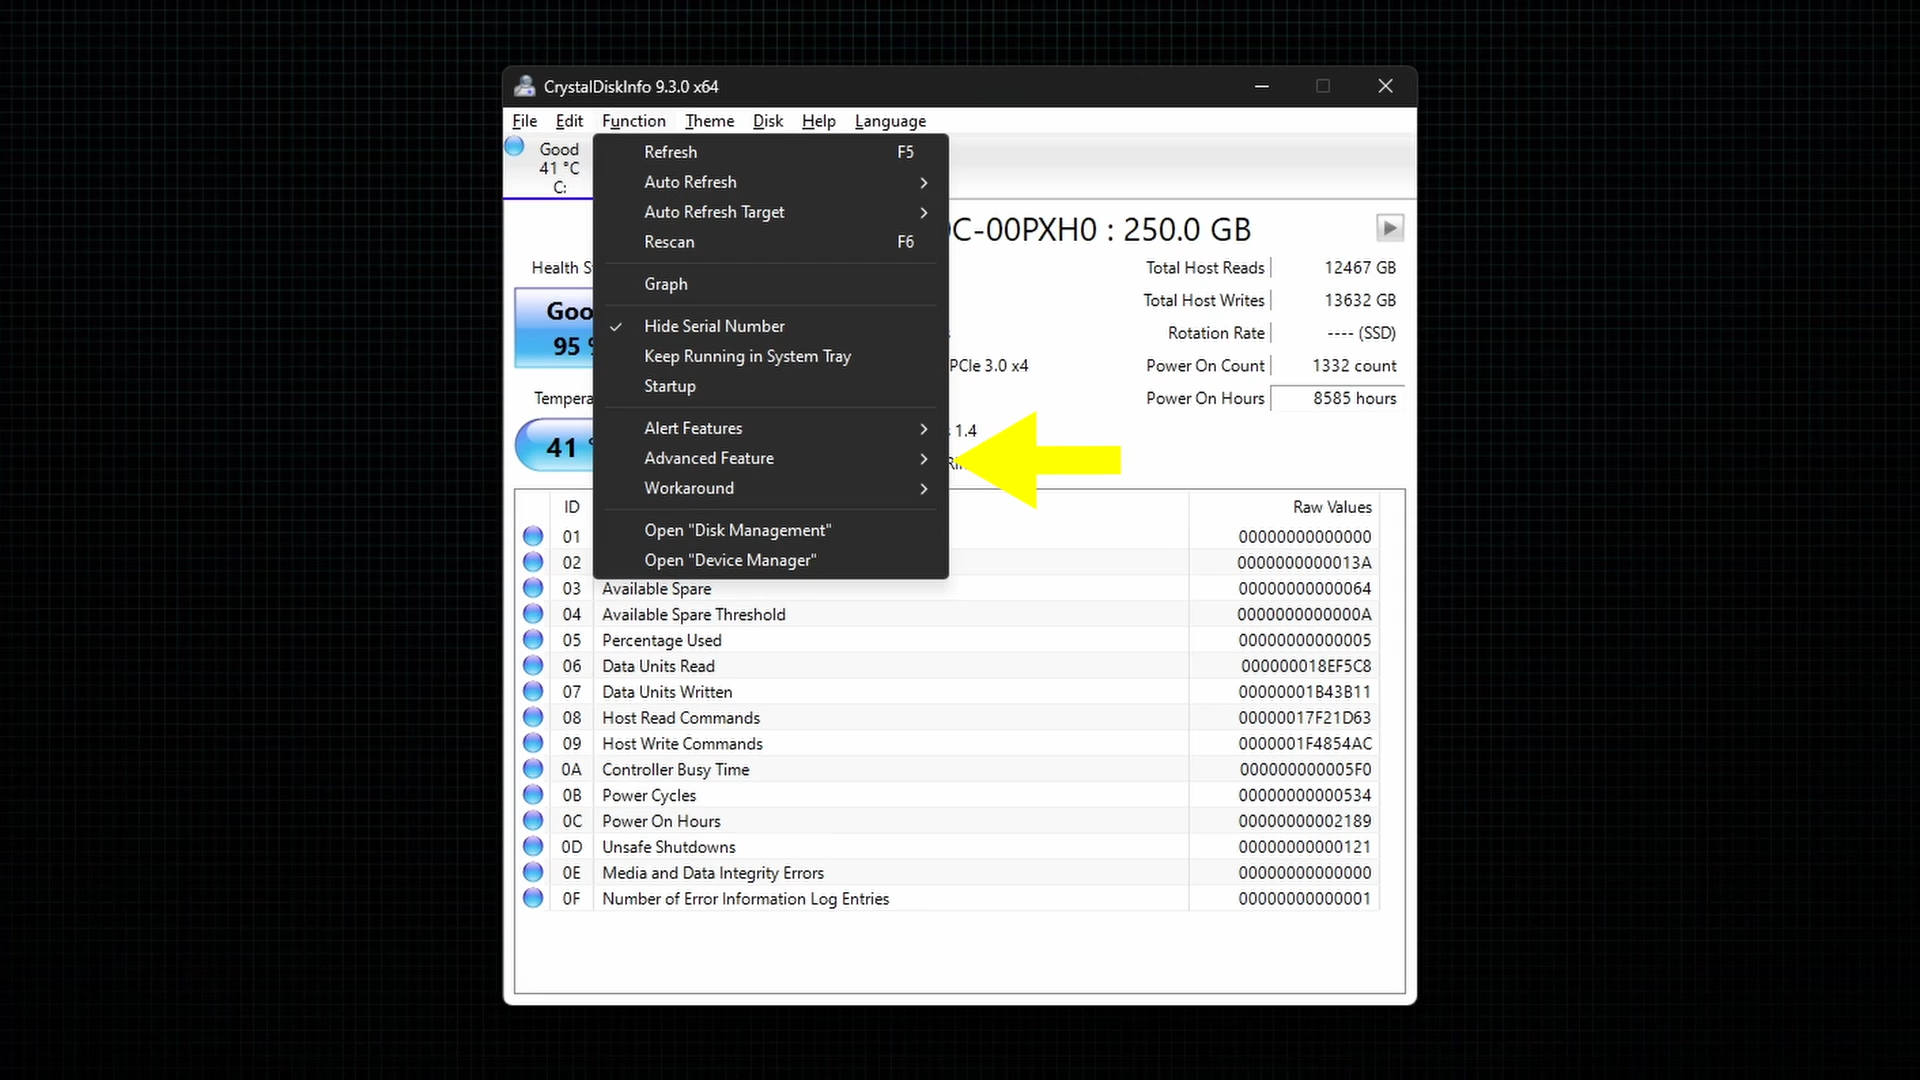 CrystalDiskInfo 9.3.0 x64
File Edit Function Theme Disk Help Language
Good
41 °C
C:
Refresh F5
Auto Refresh
Auto Refresh Target
Rescan F6
Graph
Hide Serial Number
Keep Running in System Tray
Startup
Alert Features
Advanced Feature
Workaround
Open "Disk Management"
Open "Device Manager"
C-00PXH0 : 250.0 GB
Health S
Goo
95
Tempera
41
PCIe 3.0 x4
1.4
Total Host Reads 12467 GB
Total Host Writes 13632 GB
Rotation Rate ---- (SSD)
Power On Count 1332 count
Power On Hours 8585 hours
ID Raw Values
01 00000000000000
02 0000000000013A
03 Available Spare 00000000000064
04 Available Spare Threshold 0000000000000A
05 Percentage Used 00000000000005
06 Data Units Read 000000018EF5C8
07 Data Units Written 00000001B43B11
08 Host Read Commands 00000017F21D63
09 Host Write Commands 0000001F4854AC
0A Controller Busy Time 000000000005F0
0B Power Cycles 00000000000534
0C Power On Hours 00000000002189
0D Unsafe Shutdowns 00000000000121
0E Media and Data Integrity Errors 00000000000000
0F Number of Error Information Log Entries 00000000000001